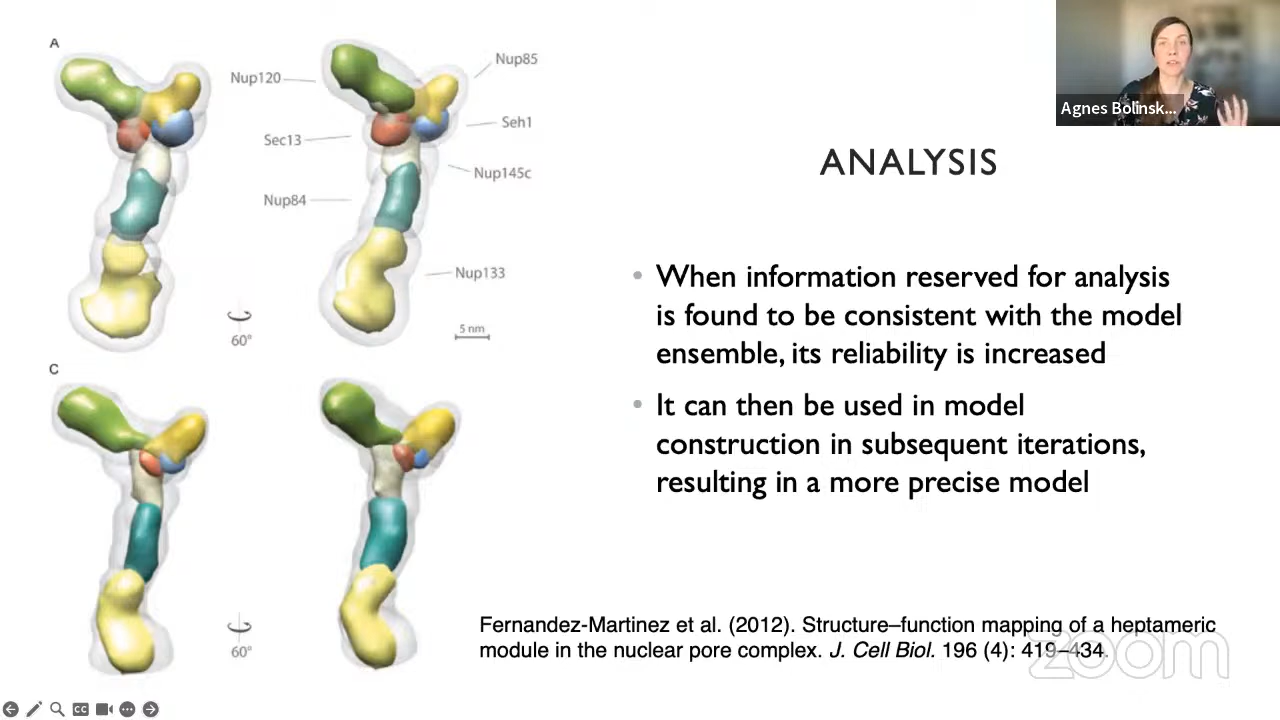 A
Nup120
Nup85
Sec13
Seh1
Nup145c
Nup84
Nup133
60°
5 nm
C
60°
Agnes Bolinsk...
ANALYSIS
• When information reserved for analysis
is found to be consistent with the model
ensemble, its reliability is increased
• It can then be used in model
construction in subsequent iterations,
resulting in a more precise model
Fernandez-Martinez et al. (2012). Structure–function mapping of a heptameric
module in the nuclear pore complex. J. Cell Biol. 196 (4): 419–434.
zoom
CC